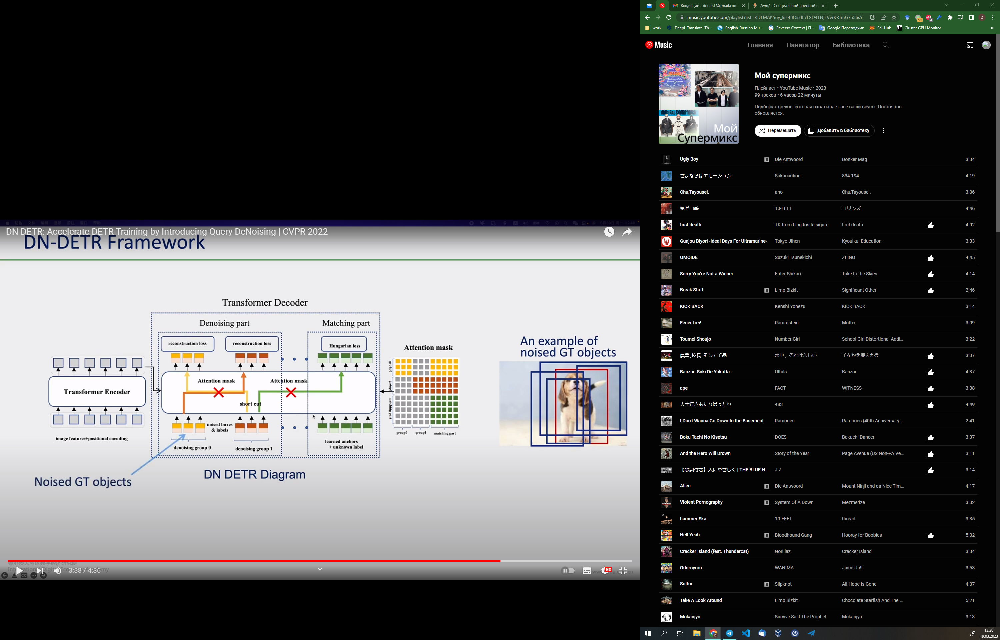 DN DETR: Accelerate DETR Training by Introducing Query DeNoising | CVPR 2022
DN-DETR Framework
Transformer Decoder
Denoising part
Matching part
reconstruction loss
reconstruction loss
Hungarian loss
Attention mask
An example of
noised GT objects
Attention mask
Attention mask
Transformer Encoder
short cut
group0
group1
matching part
noised boxes
& labels
image features+positional encoding
denoising group 0
denoising group 1
learned anchors
+ unknown label
group0
group1
matching part
Noised GT objects
DN DETR Diagram
3:38 / 4:36
HD
Входящие - denzist@gmail.com
/wm/ - Специальной военной о
music.youtube.com/playlist?list=RDTMAK5uy_kset8DisdE7LSD4TNjEVvrKRTmG7a56sY
work
DeepL Translate: Th...
English-Russian Mu...
Reverso Context | П...
Google Переводчик
Sci-Hub
Cluster GPU Monitor
Music
Главная
Навигатор
Библиотека
ORIGINAL SOUNDTRACK
Мой
Супермикс
Мой супермикс
Плейлист • YouTube Music • 2023
99 треков • 6 часов 22 минуты
Подборка треков, которая охватывает все ваши вкусы. Постоянно
обновляется.
Перемешать
Добавить в библиотеку
Ugly Boy E Die Antwoord Donker Mag 3:34
さよならはエモーション Sakanaction 834.194 4:19
Chu,Tayousei. ano Chu,Tayousei. 3:06
第ゼロ感 10-FEET コリンズ 4:46
first death TK from Ling tosite sigure first death 4:02
Gunjou Biyori -Ideal Days For Ultramarine- Tokyo Jihen Kyouiku -Education- 3:33
OMOIDE Suzuki Tsunekichi ZEIGO 4:45
Sorry You're Not a Winner Enter Shikari Take to the Skies 4:14
Break Stuff E Limp Bizkit Significant Other 2:46
KICK BACK Kenshi Yonezu KICK BACK 3:14
Feuer frei! Rammstein Mutter 3:09
Toumei Shoujo Number Girl School Girl Distortional Addi... 3:22
農業、校長、そして手品 水中、それは苦しい 手をかえ品をかえ 3:37
Banzai -Suki De Yokatta- Ulfuls Banzai 4:37
ape FACT WITNESS 3:38
人生行きあたりばったり 483 4:49
I Don't Wanna Go Down to the Basement Ramones Ramones (40th Anniversary ... 2:41
Boku Tachi No Kisetsu DOES Bakuchi Dancer 3:37
And the Hero Will Drown Story of the Year Page Avenue (US Non-PA Ve... 3:11
【歌詞付き】人にやさしく | THE BLUE H... J Z 3:14
Alien E Die Antwoord Mount Ninji and da Nice Tim... 4:17
Violent Pornography E System Of A Down Mezmerize 3:32
hammer Ska 10-FEET thread 3:35
Hell Yeah E Bloodhound Gang Hooray for Boobies 5:02
Cracker Island (feat. Thundercat) Gorillaz Cracker Island 3:34
Odoruyoru WANIMA Juice Up!! 3:58
Sulfur E Slipknot All Hope Is Gone 4:37
Take A Look Around Limp Bizkit Chocolate Starfish And The ... 5:21
Mukanjyo Survive Said The Prophet Mukanjyo 3:13
13:28
19.03.2023